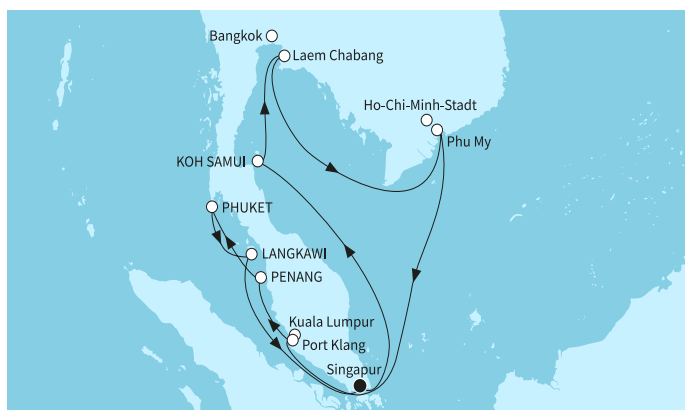 Bangkok
Laem Chabang
Ho-Chi-Minh-Stadt
Phu My
KOH SAMUI
PHUKET
LANGKAWI
PENANG
Kuala Lumpur
Port Klang
Singapur